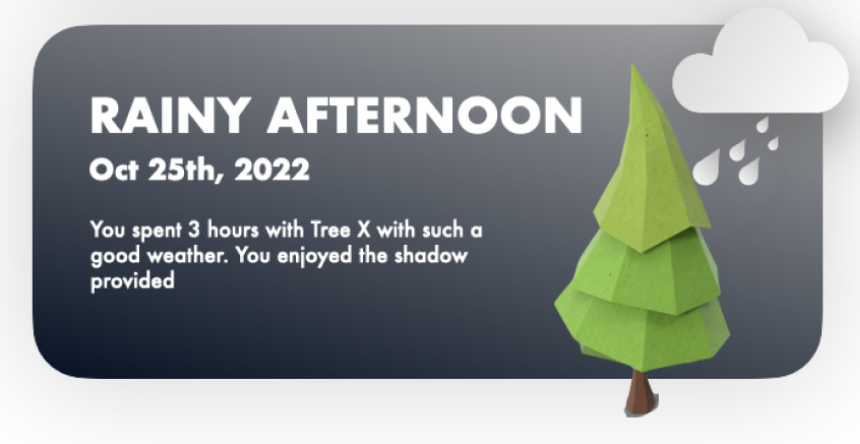 RAINY AFTERNOON
Oct 25th, 2022
You spent 3 hours with Tree X with such a
good weather. You enjoyed the shadow
provided